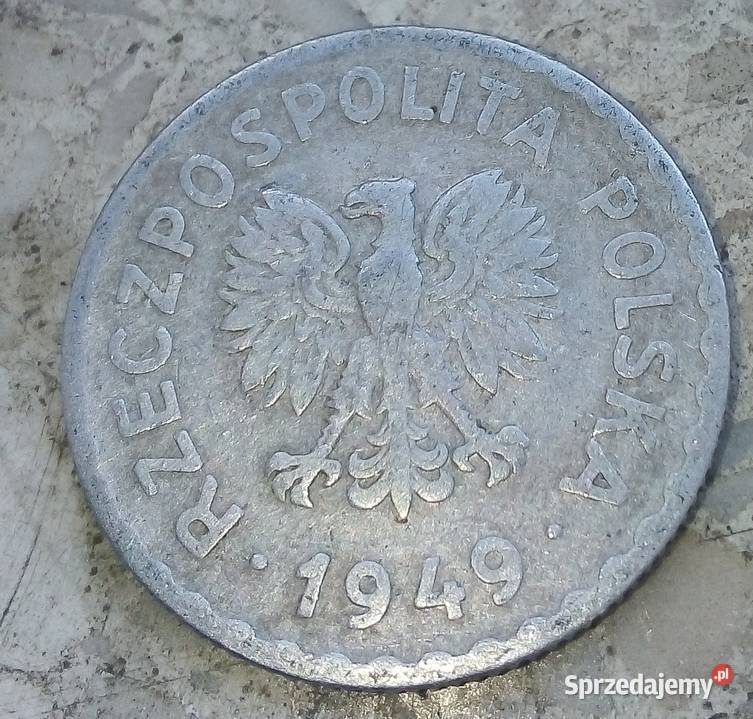 RZECZPOSPOLITA POLSKA
· 1949 ·
Sprzedajemy.pl